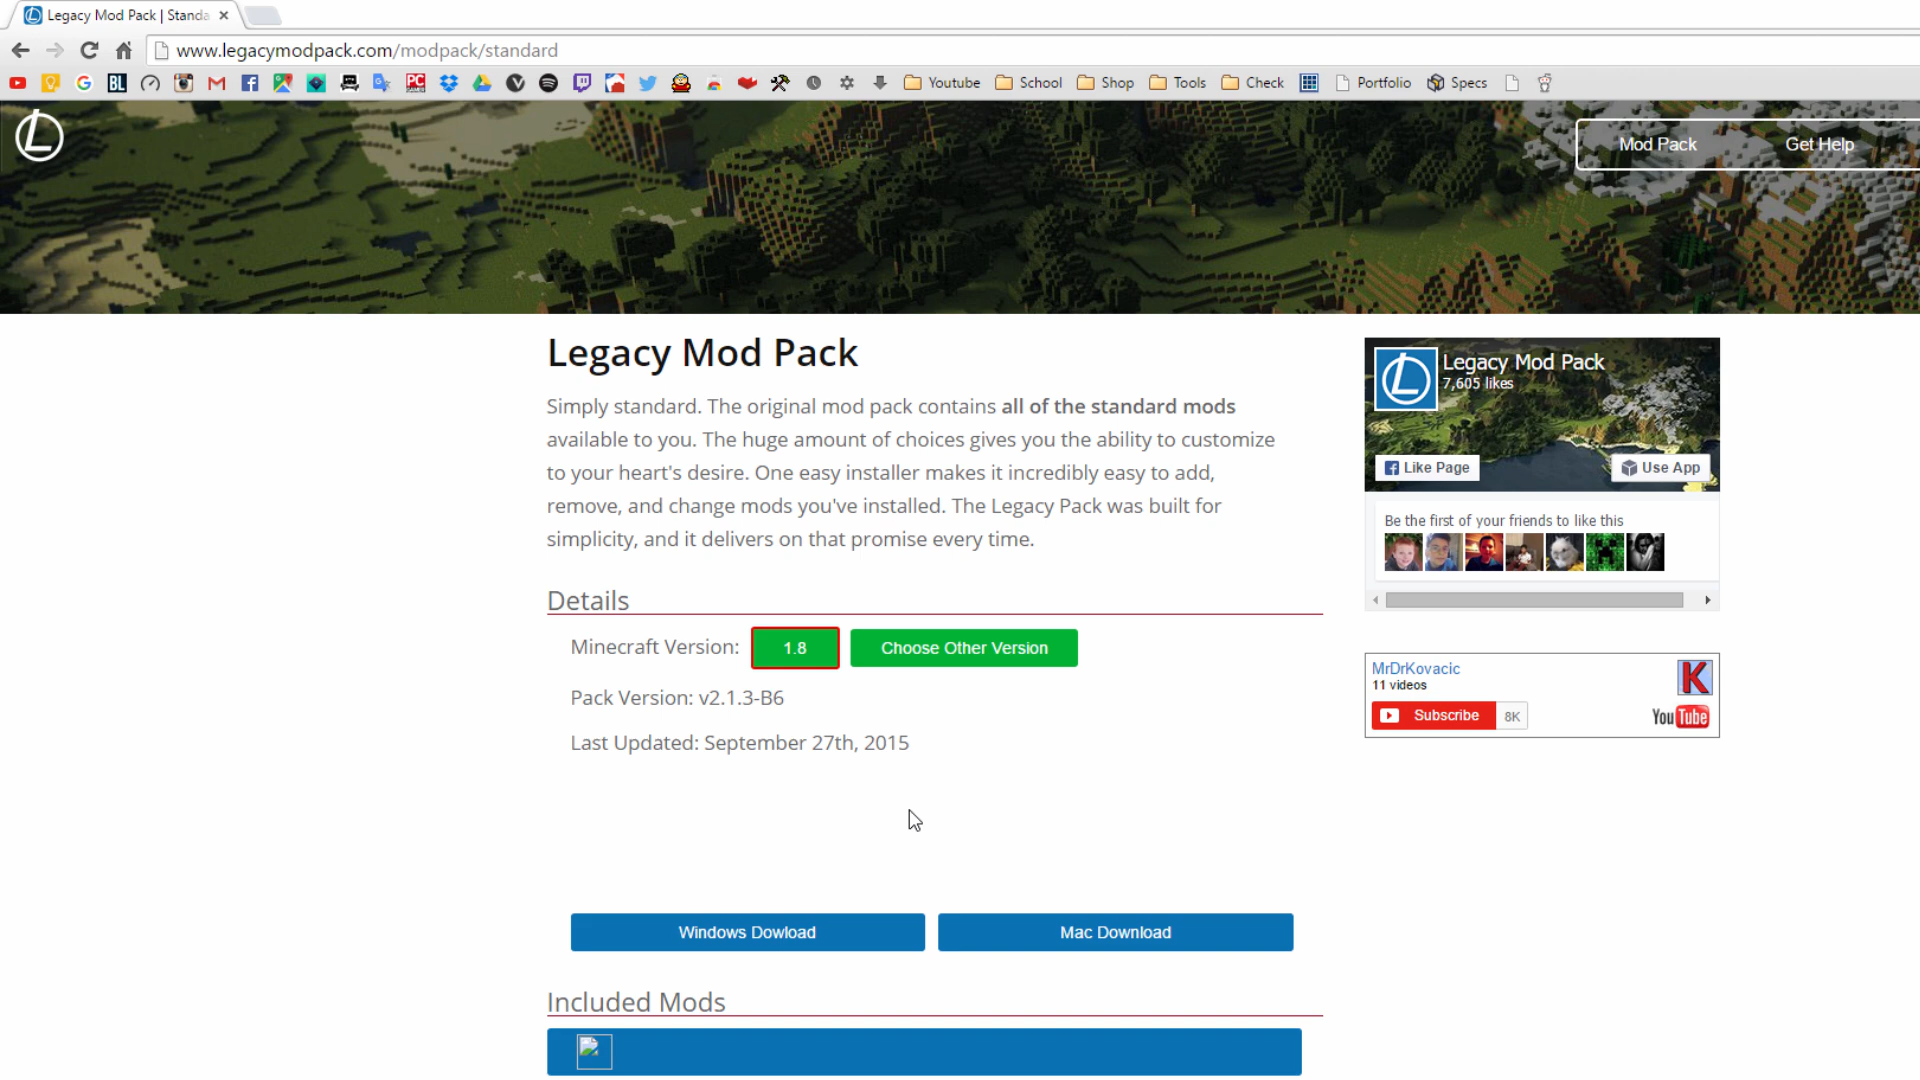 Legacy Mod Pack | Standa
www.legacymodpack.com/modpack/standard
BL
PC
Youtube
School
Shop
Tools
Check
Portfolio
Specs
Mod Pack
Get Help
Legacy Mod Pack
Simply standard. The original mod pack contains all of the standard mods
available to you. The huge amount of choices gives you the ability to customize
to your heart's desire. One easy installer makes it incredibly easy to add,
remove, and change mods you've installed. The Legacy Pack was built for
simplicity, and it delivers on that promise every time.
Details
Minecraft Version:
1.8
Choose Other Version
Pack Version: v2.1.3-B6
Last Updated: September 27th, 2015
Windows Dowload
Mac Download
Included Mods
Legacy Mod Pack
7,605 likes
Like Page
Use App
Be the first of your friends to like this
MrDrKovacic
11 videos
K
Subscribe
8K
YouTube